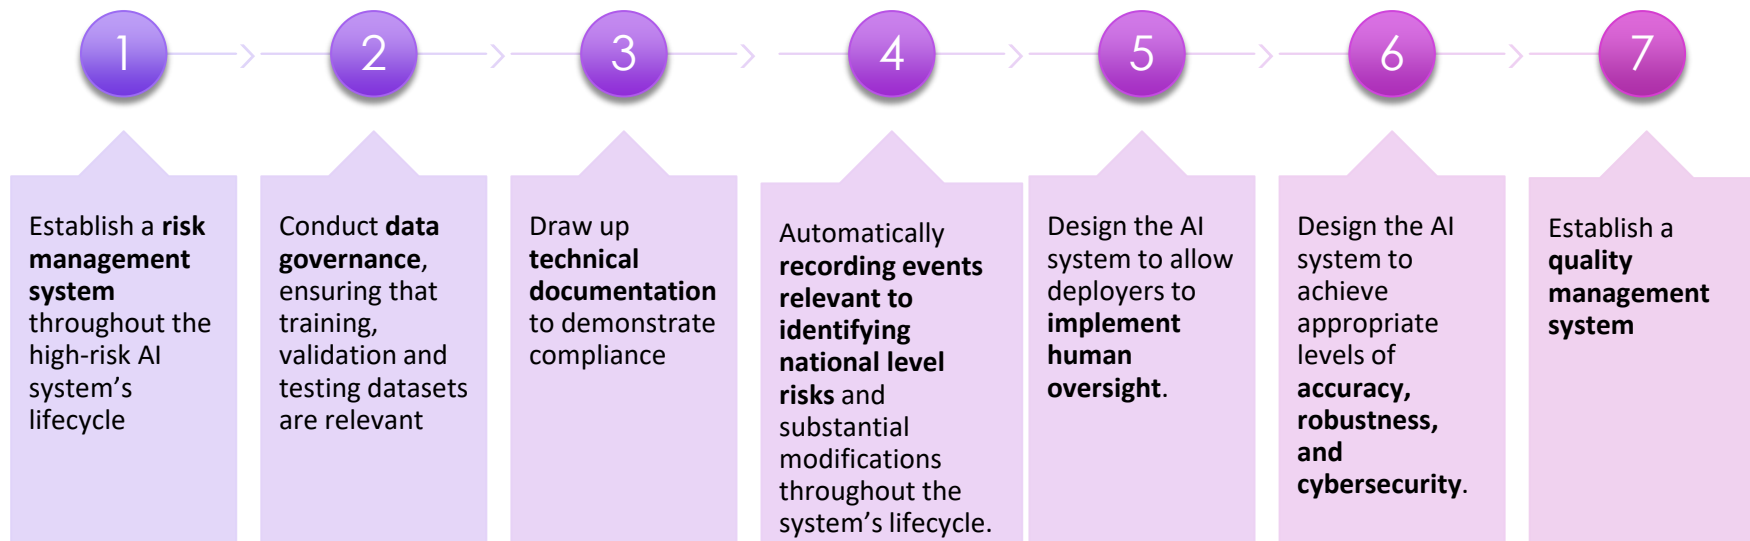 1
2
3
4
5
6
7
Establish a risk
management
system
throughout the
high-risk AI
system’s
lifecycle
Conduct data
governance,
ensuring that
training,
validation and
testing datasets
are relevant
Draw up
technical
documentation
to demonstrate
compliance
Automatically
recording events
relevant to
identifying
national level
risks and
substantial
modifications
throughout the
system’s lifecycle.
Design the AI
system to allow
deployers to
implement
human
oversight.
Design the AI
system to
achieve
appropriate
levels of
accuracy,
robustness,
and
cybersecurity.
Establish a
quality
management
system